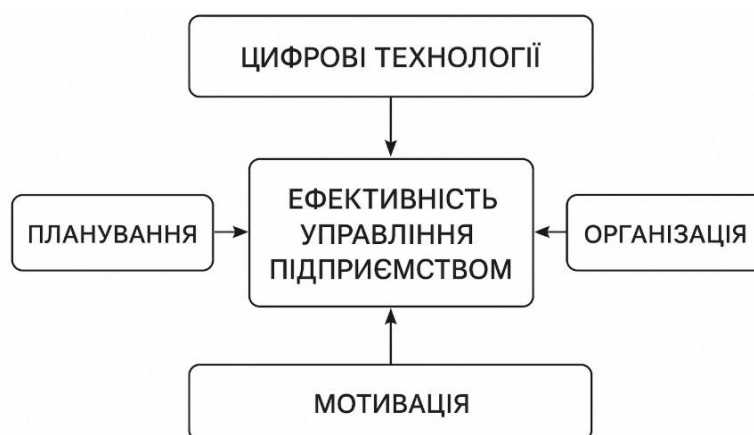 ЦИФРОВІ ТЕХНОЛОГІЇ
ПЛАНУВАННЯ
ЕФЕКТИВНІСТЬ
УПРАВЛІННЯ
ПІДПРИЄМСТВОМ
ОРГАНІЗАЦІЯ
МОТИВАЦІЯ